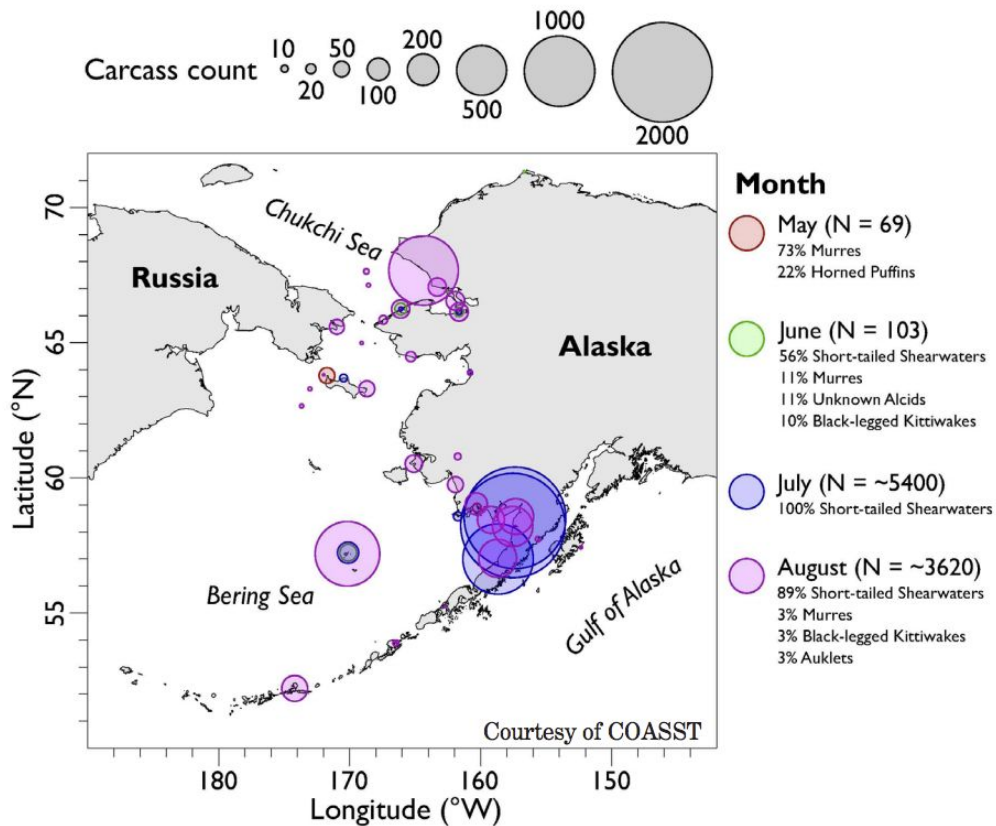 1000
10
50
200
Carcass count
20
100
500
2000
70
65
60
55
Latitude (°N)
Chukchi Sea
Russia
Alaska
Bering Sea
Gulf of Alaska
Courtesy of COASST
180
170
160
150
Longitude (°W)
Month
May (N = 69)
73% Murres
22% Horned Puffins
June (N = 103)
56% Short-tailed Shearwaters
11% Murres
11% Unknown Alcids
10% Black-legged Kittiwakes
July (N = ~5400)
100% Short-tailed Shearwaters
August (N = ~3620)
89% Short-tailed Shearwaters
3% Murres
3% Black-legged Kittiwakes
3% Auklets